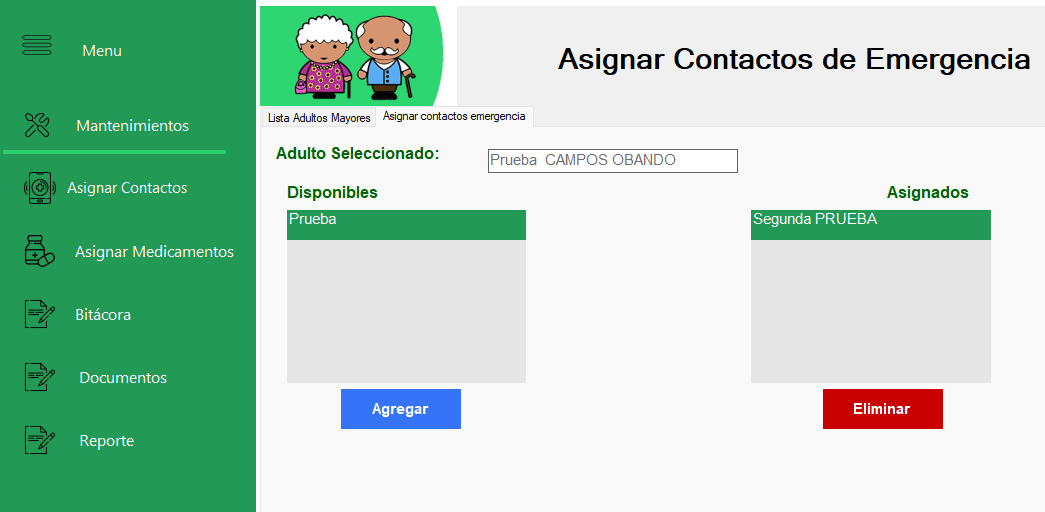 Menu
Mantenimientos
Asignar Contactos
Asignar Medicamentos
Bitácora
Documentos
Reporte
Asignar Contactos de Emergencia
Lista Adultos Mayores
Asignar contactos emergencia
Adulto Seleccionado:
Prueba  CAMPOS OBANDO
Disponibles
Prueba
Agregar
Asignados
Segunda PRUEBA
Eliminar